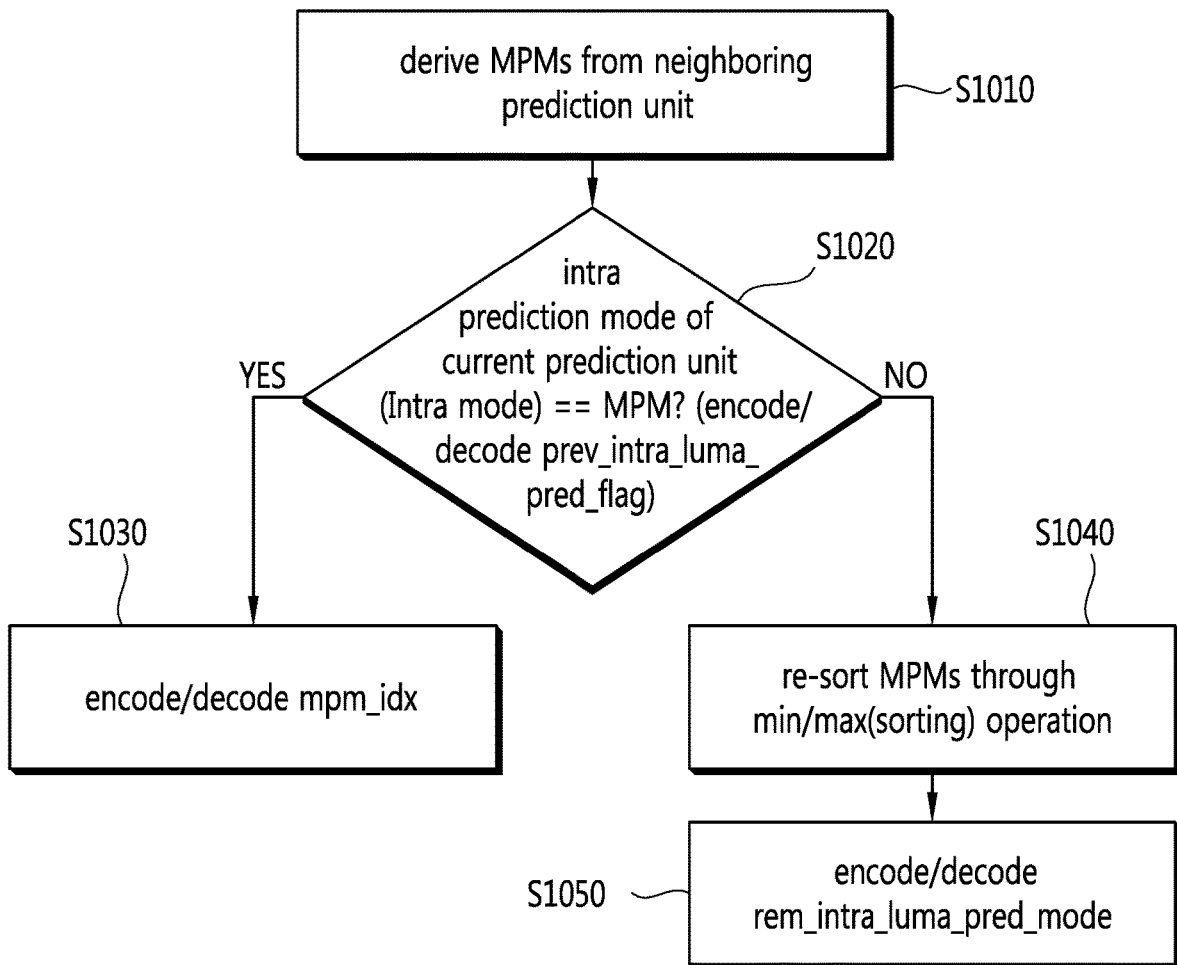 derive MPMs from neighboring
prediction unit
S1010
S1020
intra
prediction mode of
current prediction unit
(Intra mode) == MPM? (encode/
decode prev_intra_luma_
pred_flag)
YES
NO
S1030
S1040
encode/decode mpm_idx
re-sort MPMs through
min/max(sorting) operation
S1050
encode/decode
rem_intra_luma_pred_mode